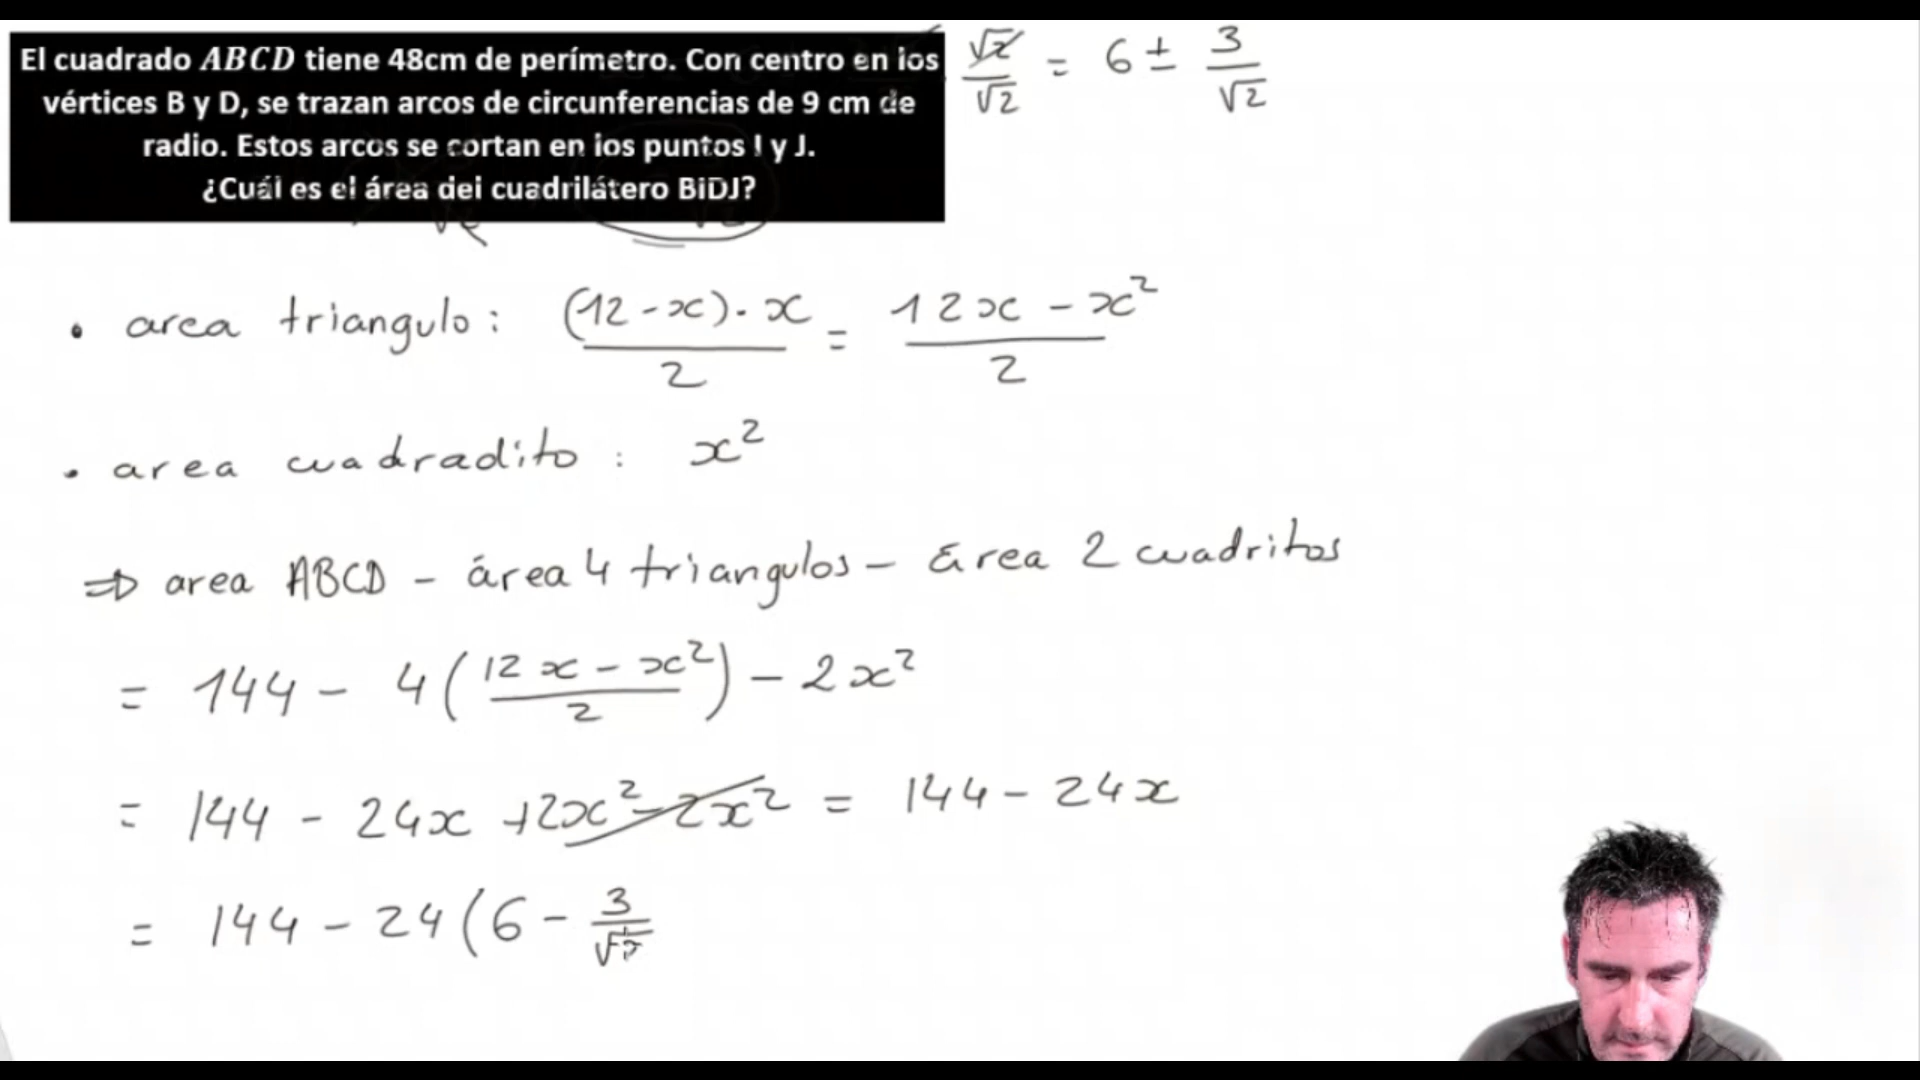 El cuadrado ABCD tiene 48cm de perímetro. Con centro en los
vértices B y D, se trazan arcos de circunferencias de 9 cm de
radio. Estos arcos se cortan en los puntos I y J.
¿Cuál es el área del cuadrilátero BIDJ?
√2/√2 = 6 ± 3/√2
• area triangulo: (12-x)·x/2 = 12x - x²/2
• area cuadradito: x²
⇒ area ABCD - área 4 triangulos - área 2 cuadritos
= 144 - 4(12x - x²/2) - 2x²
= 144 - 24x + 2x² - 2x² = 144 - 24x
= 144 - 24(6 - 3/√2